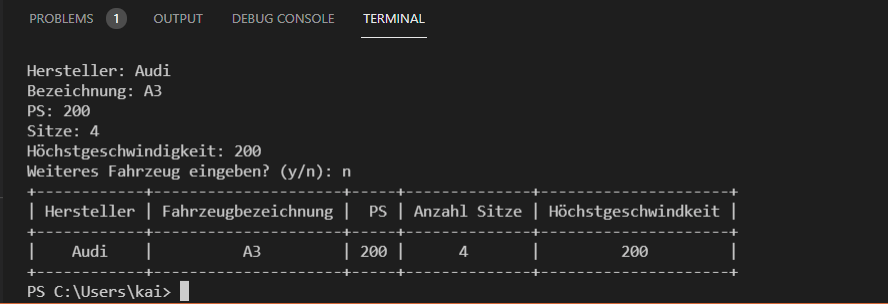 PROBLEMS 1 OUTPUT DEBUG CONSOLE TERMINAL
Hersteller: Audi
Bezeichnung: A3
PS: 200
Sitze: 4
Höchstgeschwindigkeit: 200
Weiteres Fahrzeug eingeben? (y/n): n
+------------+--------------------+-----+--------------+--------------------+
| Hersteller | Fahrzeugbezeichnung |  PS | Anzahl Sitze | Höchstgeschwindkeit |
+------------+--------------------+-----+--------------+--------------------+
|    Audi    |         A3          | 200 |      4       |         200         |
+------------+--------------------+-----+--------------+--------------------+
PS C:\Users\kai>